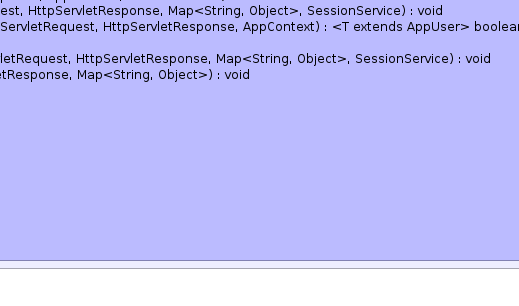 est, HttpServletResponse, Map<String, Object>, SessionService) : void
ServletRequest, HttpServletResponse, AppContext) : <T extends AppUser> boolean
letRequest, HttpServletResponse, Map<String, Object>, SessionService) : void
etResponse, Map<String, Object>) : void